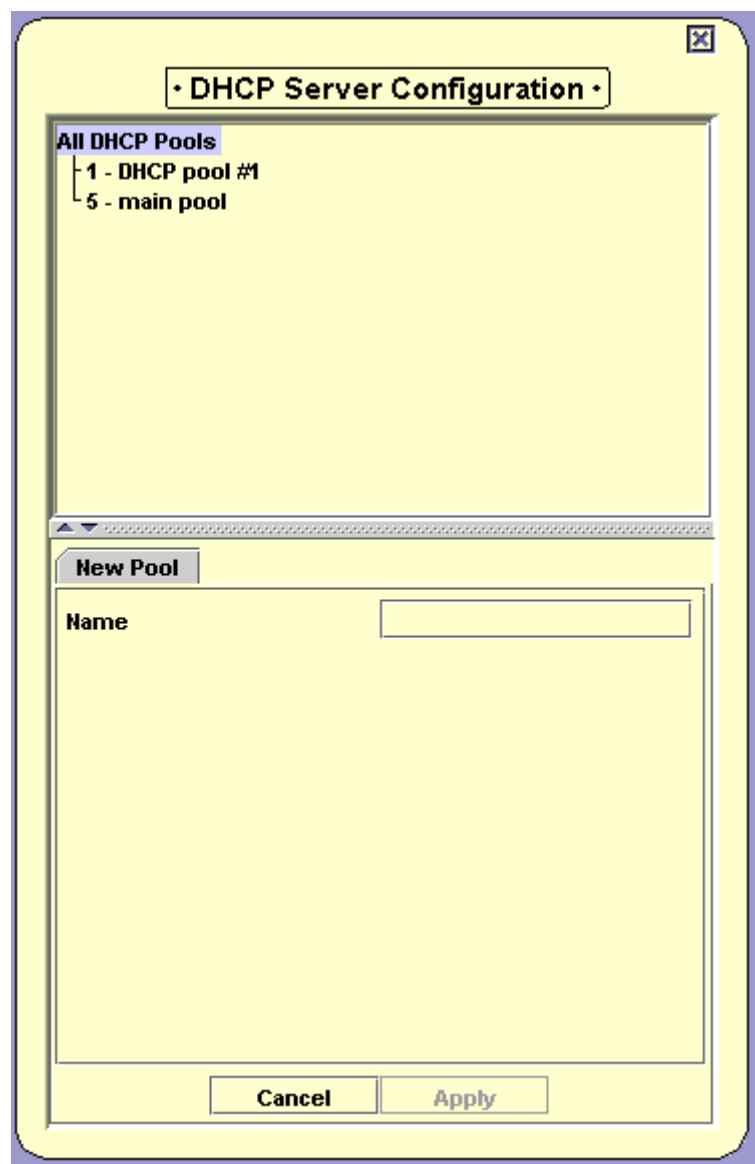 • DHCP Server Configuration •
All DHCP Pools
1 - DHCP pool #1
5 - main pool
New Pool
Name
Cancel
Apply